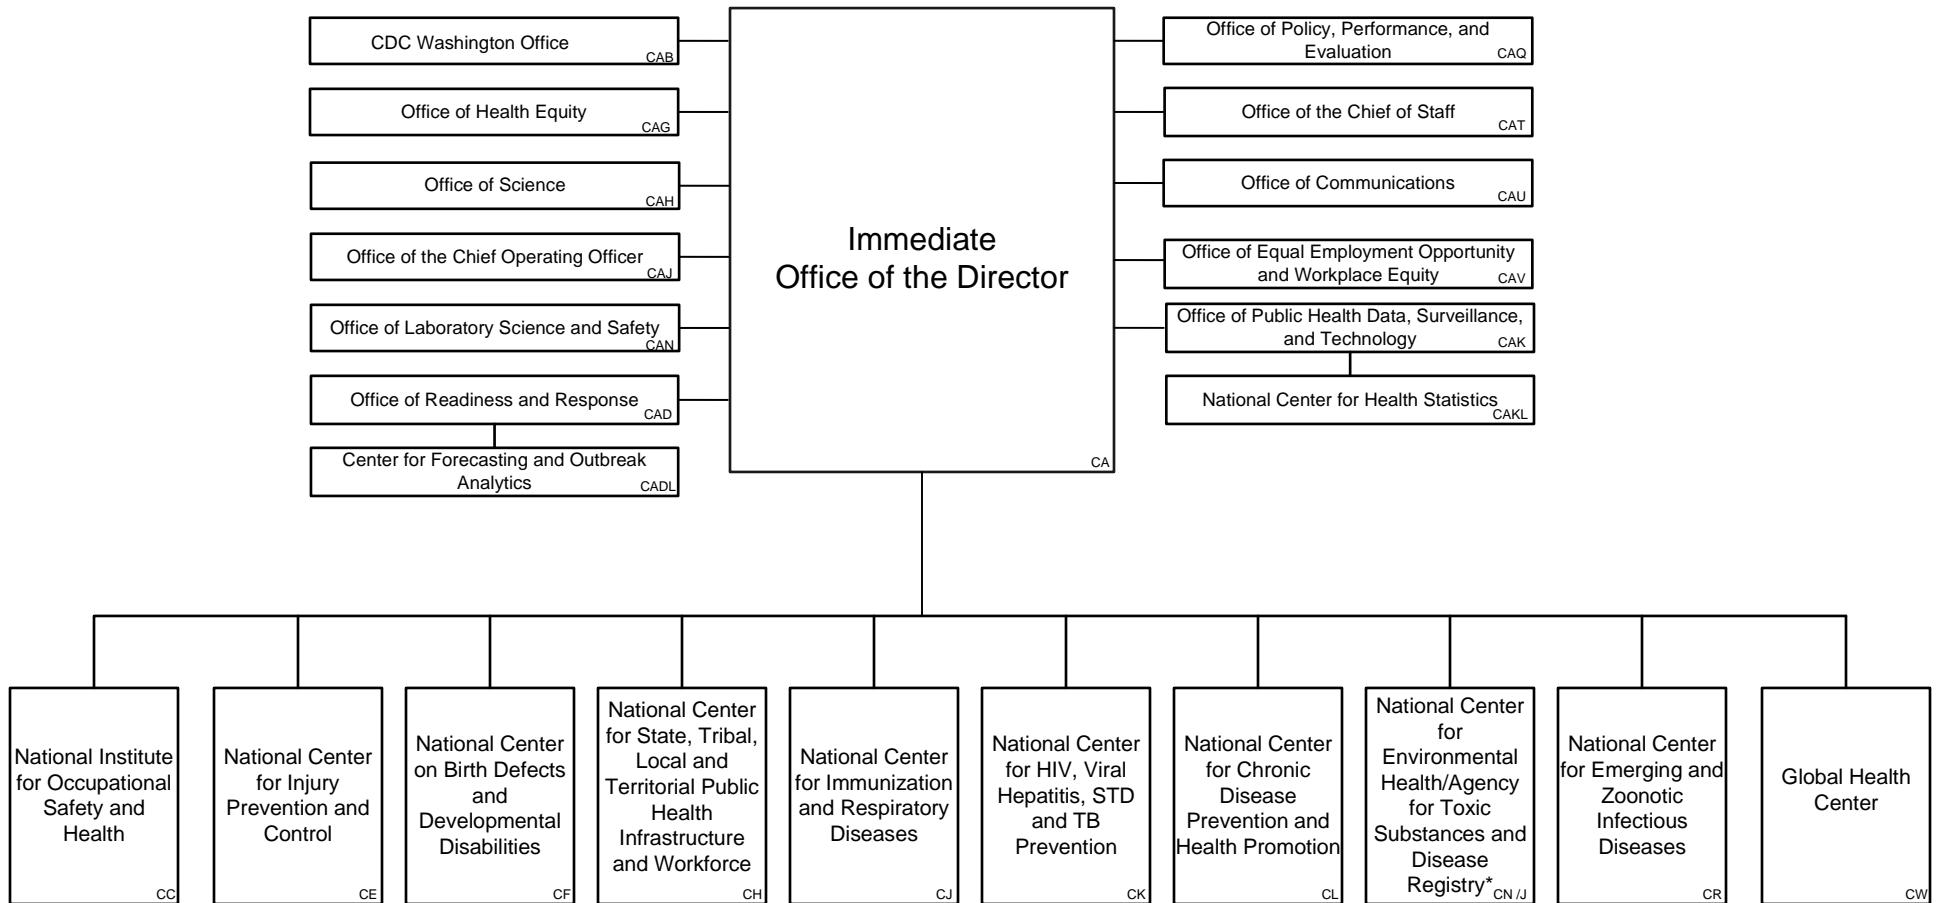 CDC Washington Office
CAB
Office of Health Equity
CAG
Office of Science
CAH
Office of the Chief Operating Officer
CAJ
Office of Laboratory Science and Safety
CAN
Office of Readiness and Response
CAD
Center for Forecasting and Outbreak
Analytics
CADL
Immediate
Office of the Director
CA
Office of Policy, Performance, and
Evaluation
CAQ
Office of the Chief of Staff
CAT
Office of Communications
CAU
Office of Equal Employment Opportunity
and Workplace Equity
CAV
Office of Public Health Data, Surveillance,
and Technology
CAK
National Center for Health Statistics
CAKL
National Institute
for Occupational
Safety and
Health
CC
National Center
for Injury
Prevention and
Control
CE
National Center
on Birth Defects
and
Developmental
Disabilities
CF
National Center
for State, Tribal,
Local and
Territorial Public
Health
Infrastructure
and Workforce
CH
National Center
for Immunization
and Respiratory
Diseases
CJ
National Center
for HIV, Viral
Hepatitis, STD
and TB
Prevention
CK
National Center
for Chronic
Disease
Prevention and
Health Promotion
CL
National Center
for
Environmental
Health/Agency
for Toxic
Substances and
Disease
Registry*
CN /J
National Center
for Emerging and
Zoonotic
Infectious
Diseases
CR
Global Health
Center
CW